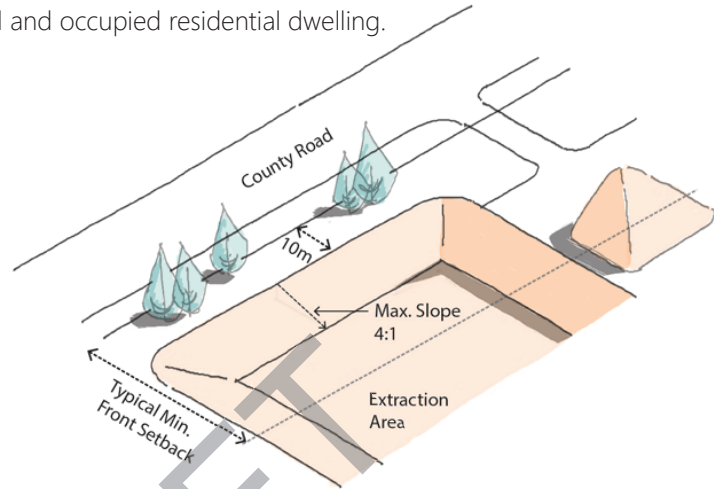 and occupied residential dwelling.
County Road
10m
Max. Slope
4:1
Typical Min.
Front Setback
Extraction
Area